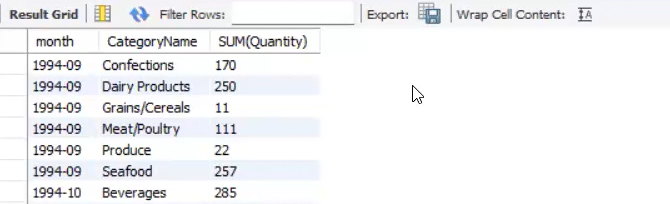 Result Grid Filter Rows: Export: Wrap Cell Content:
month CategoryName SUM(Quantity)
1994-09 Confections 170
1994-09 Dairy Products 250
1994-09 Grains/Cereals 11
1994-09 Meat/Poultry 111
1994-09 Produce 22
1994-09 Seafood 257
1994-10 Beverages 285